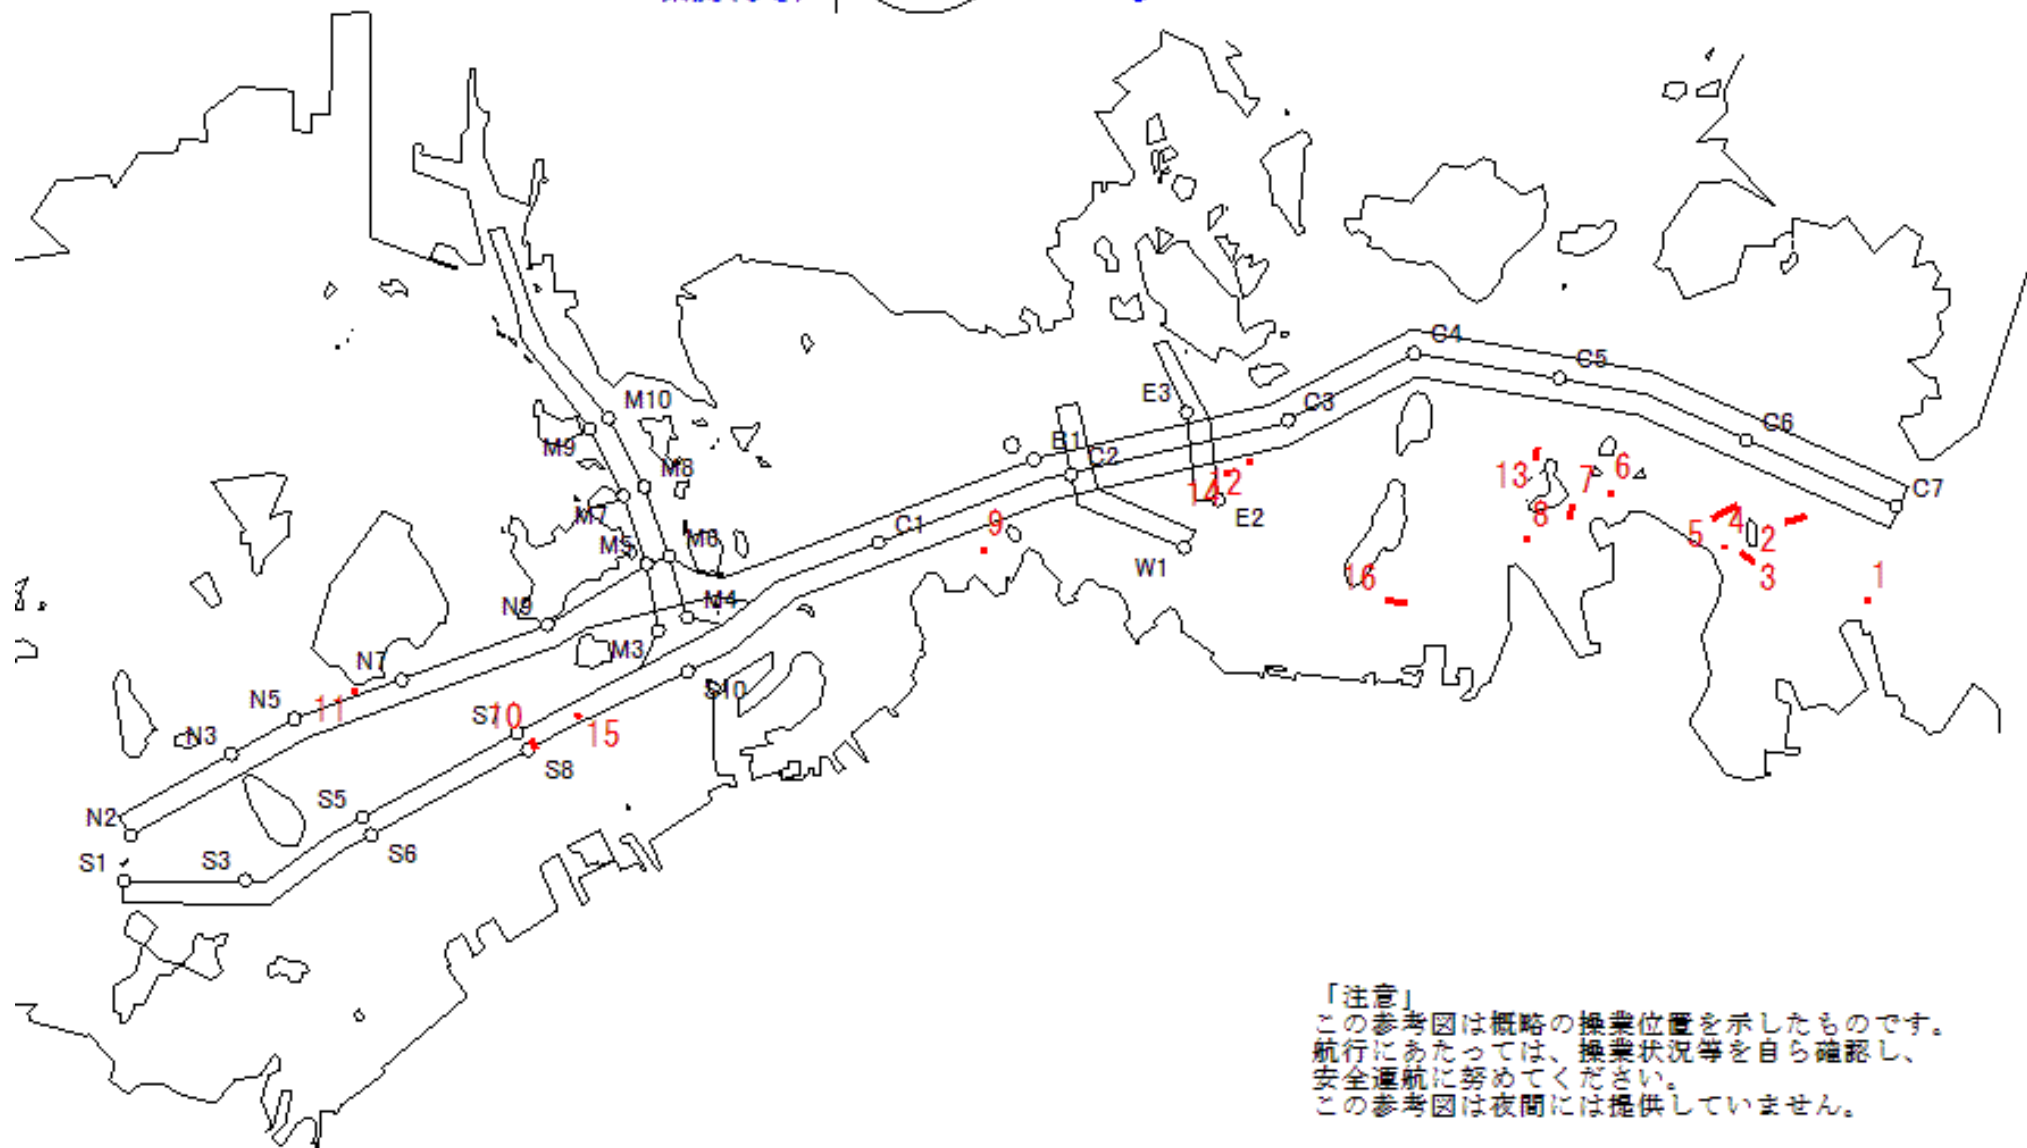 C4
C5
E3
M10
C3
C6
M9
B1
M8
C2
13
7
6
12
14
C7
M7
8
E2
C1
9
5
4
2
M5
M6
W1
16
3
1
N9
M4
M3
N7
S10
N5
11
S7
10
15
N3
S8
S5
N2
S6
S1
S3
「注意」
この参考図は概略の操業位置を示したものです。
航行にあたっては、操業状況等を自ら確認し、
安全運航に努めてください。
この参考図は夜間には提供していません。